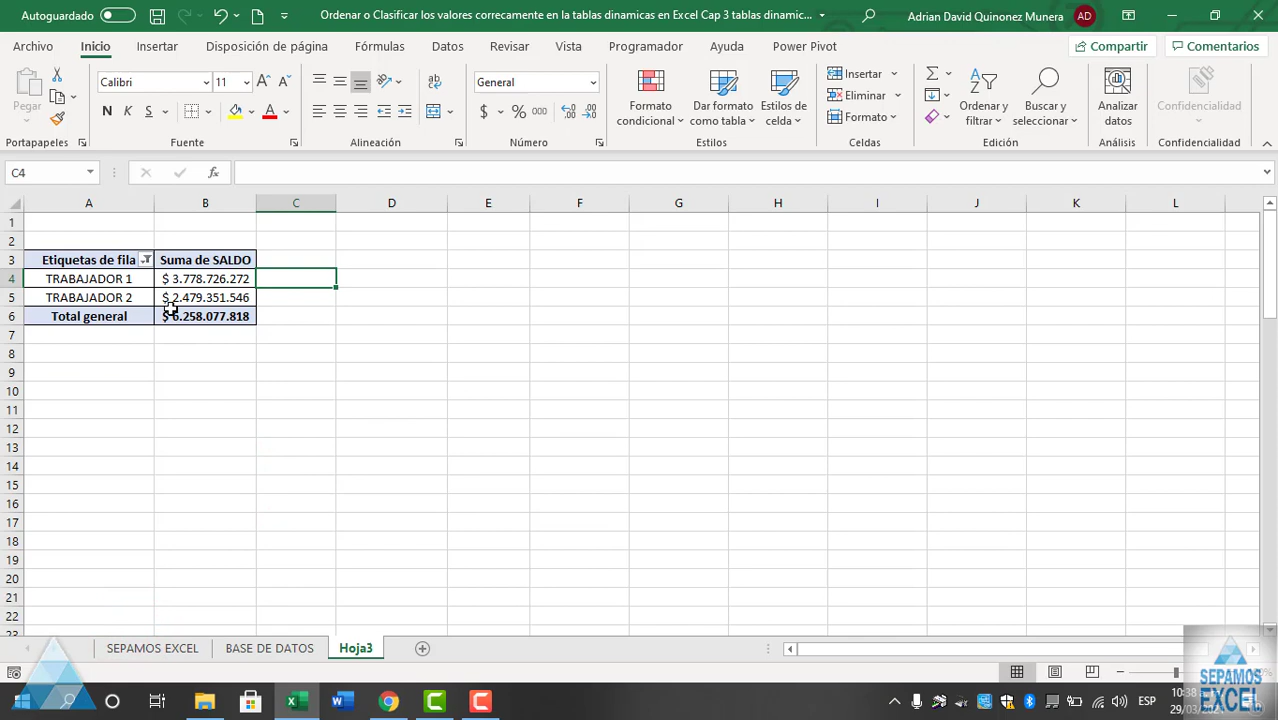 Autoguardado
Ordenar o Clasificar los valores correcamente en la tablas dinamicas en Excel Cap 3 tablas dinamic...
Adrian David Quinonez Munera AD
Archivo Inicio Insertar Disposición de página Fórmulas Datos Revisar Vista Programador Ayuda Power Pivot Compartir Comentarios
Pegar
Calibri 11
N K S
General
$ % 000
Formato condicional
Dar formato como tabla
Estilos de celda
Insertar
Eliminar
Formato
Ordenar y filtrar
Buscar y seleccionar
Analizar datos
Confidencialidad
Portapapeles Fuente Alineación Número Estilos Celdas Edición Análisis Confidencialidad
C4 fx
A B C D E F G H I J K L
1
2
3 Etiquetas de fila Suma de SALDO
4 TRABAJADOR 1 $ 3.778.726.272
5 TRABAJADOR 2 $ 2.479.351.546
6 Total general $ 6.258.077.818
7
8
9
10
11
12
13
14
15
16
17
18
19
20
21
22
23
SEPAMOS EXCEL BASE DE DATOS Hoja3
ESP
10:38
29/03/
SEPAMOS
EXCEL